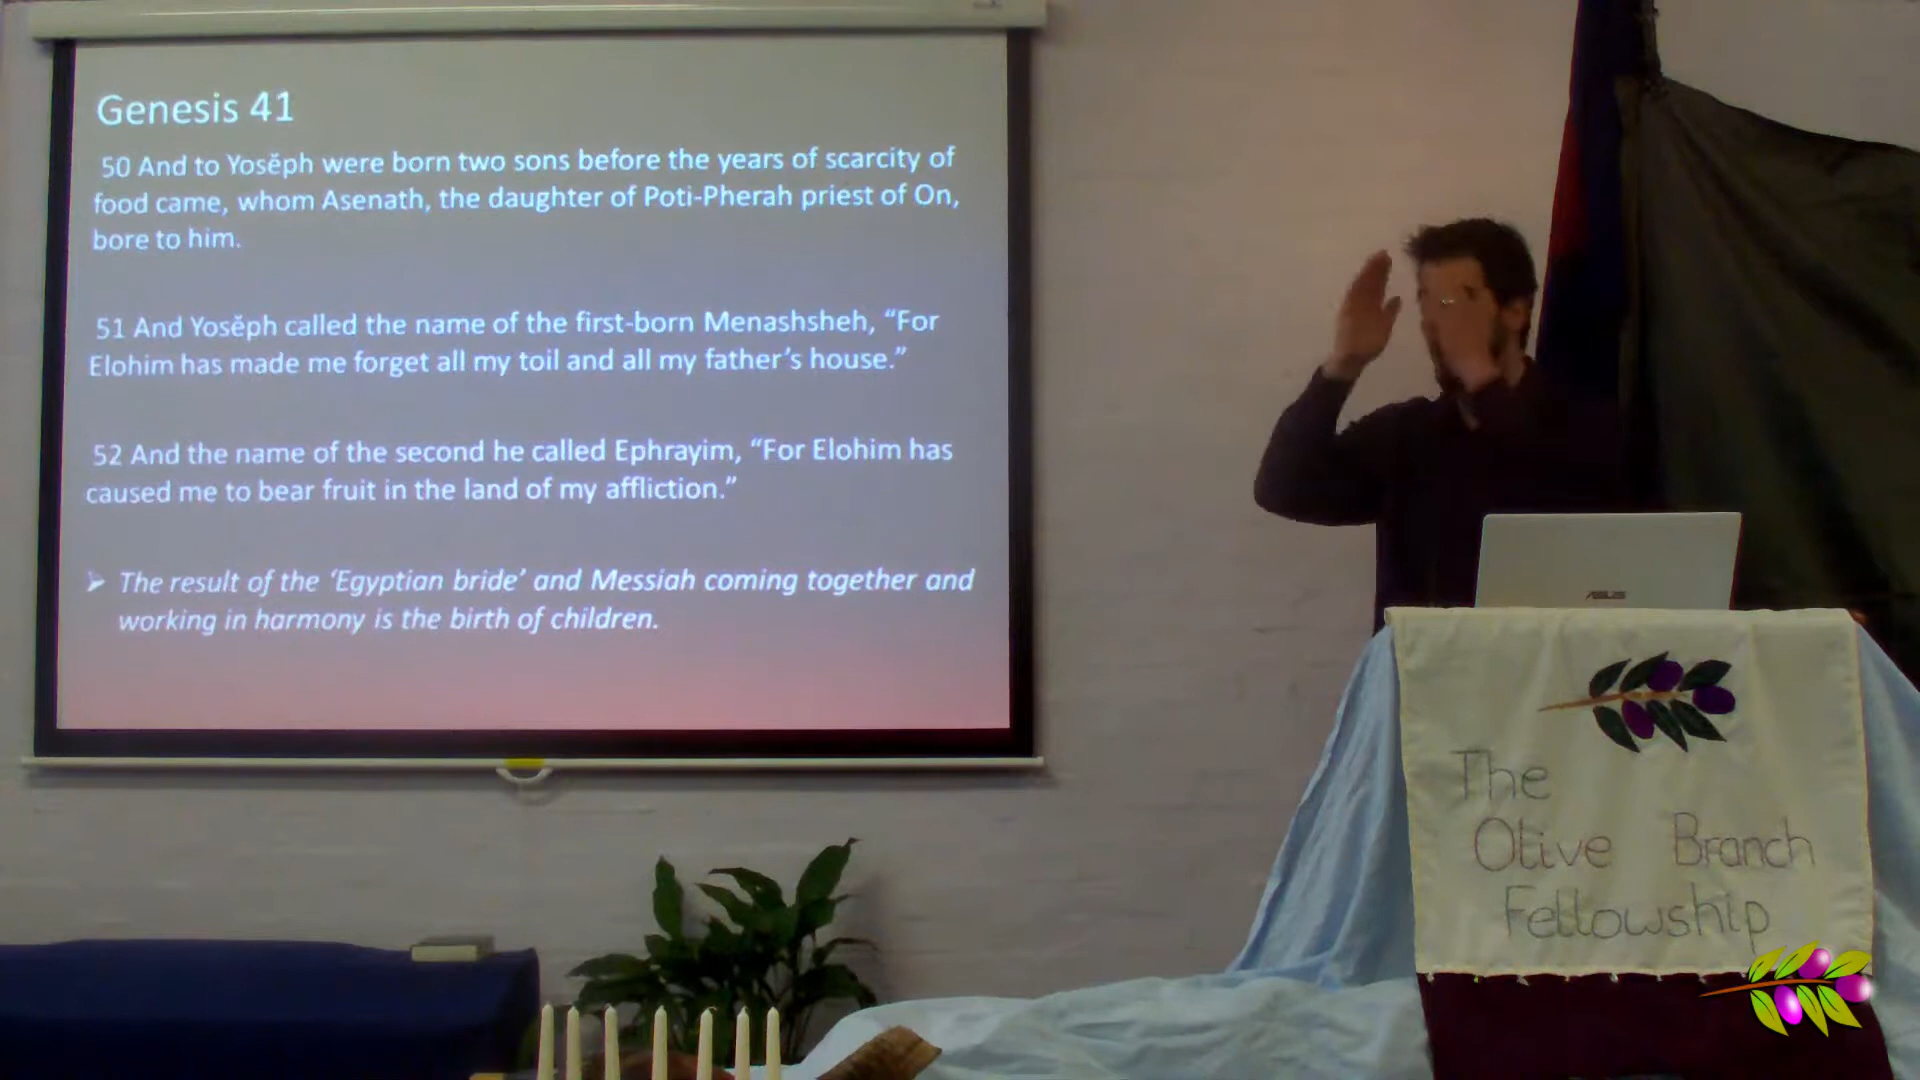 Genesis 41
50 And to Yosĕph were born two sons before the years of scarcity of
food came, whom Asenath, the daughter of Poti-Pherah priest of On,
bore to him.
51 And Yosĕph called the name of the first-born Menashsheh, “For
Elohim has made me forget all my toil and all my father’s house.”
52 And the name of the second he called Ephrayim, “For Elohim has
caused me to bear fruit in the land of my affliction.”
➤ The result of the ‘Egyptian bride’ and Messiah coming together and
working in harmony is the birth of children.
ASUS
The
Olive Branch
Fellowship